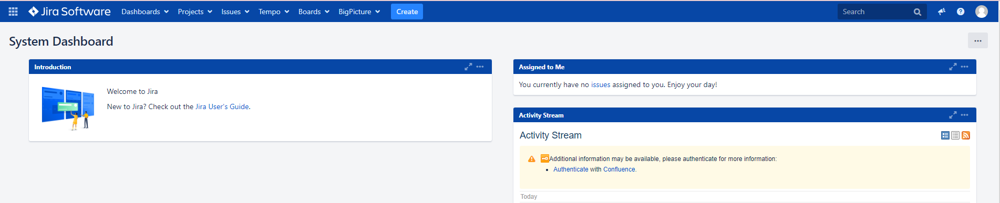 Jira Software Dashboards Projects Issues Tempo Boards BigPicture Create Search
System Dashboard
Introduction
Welcome to Jira
New to Jira? Check out the Jira User's Guide.
Assigned to Me
You currently have no issues assigned to you. Enjoy your day!
Activity Stream
Activity Stream
Additional information may be available, please authenticate for more information:
• Authenticate with Confluence.
Today